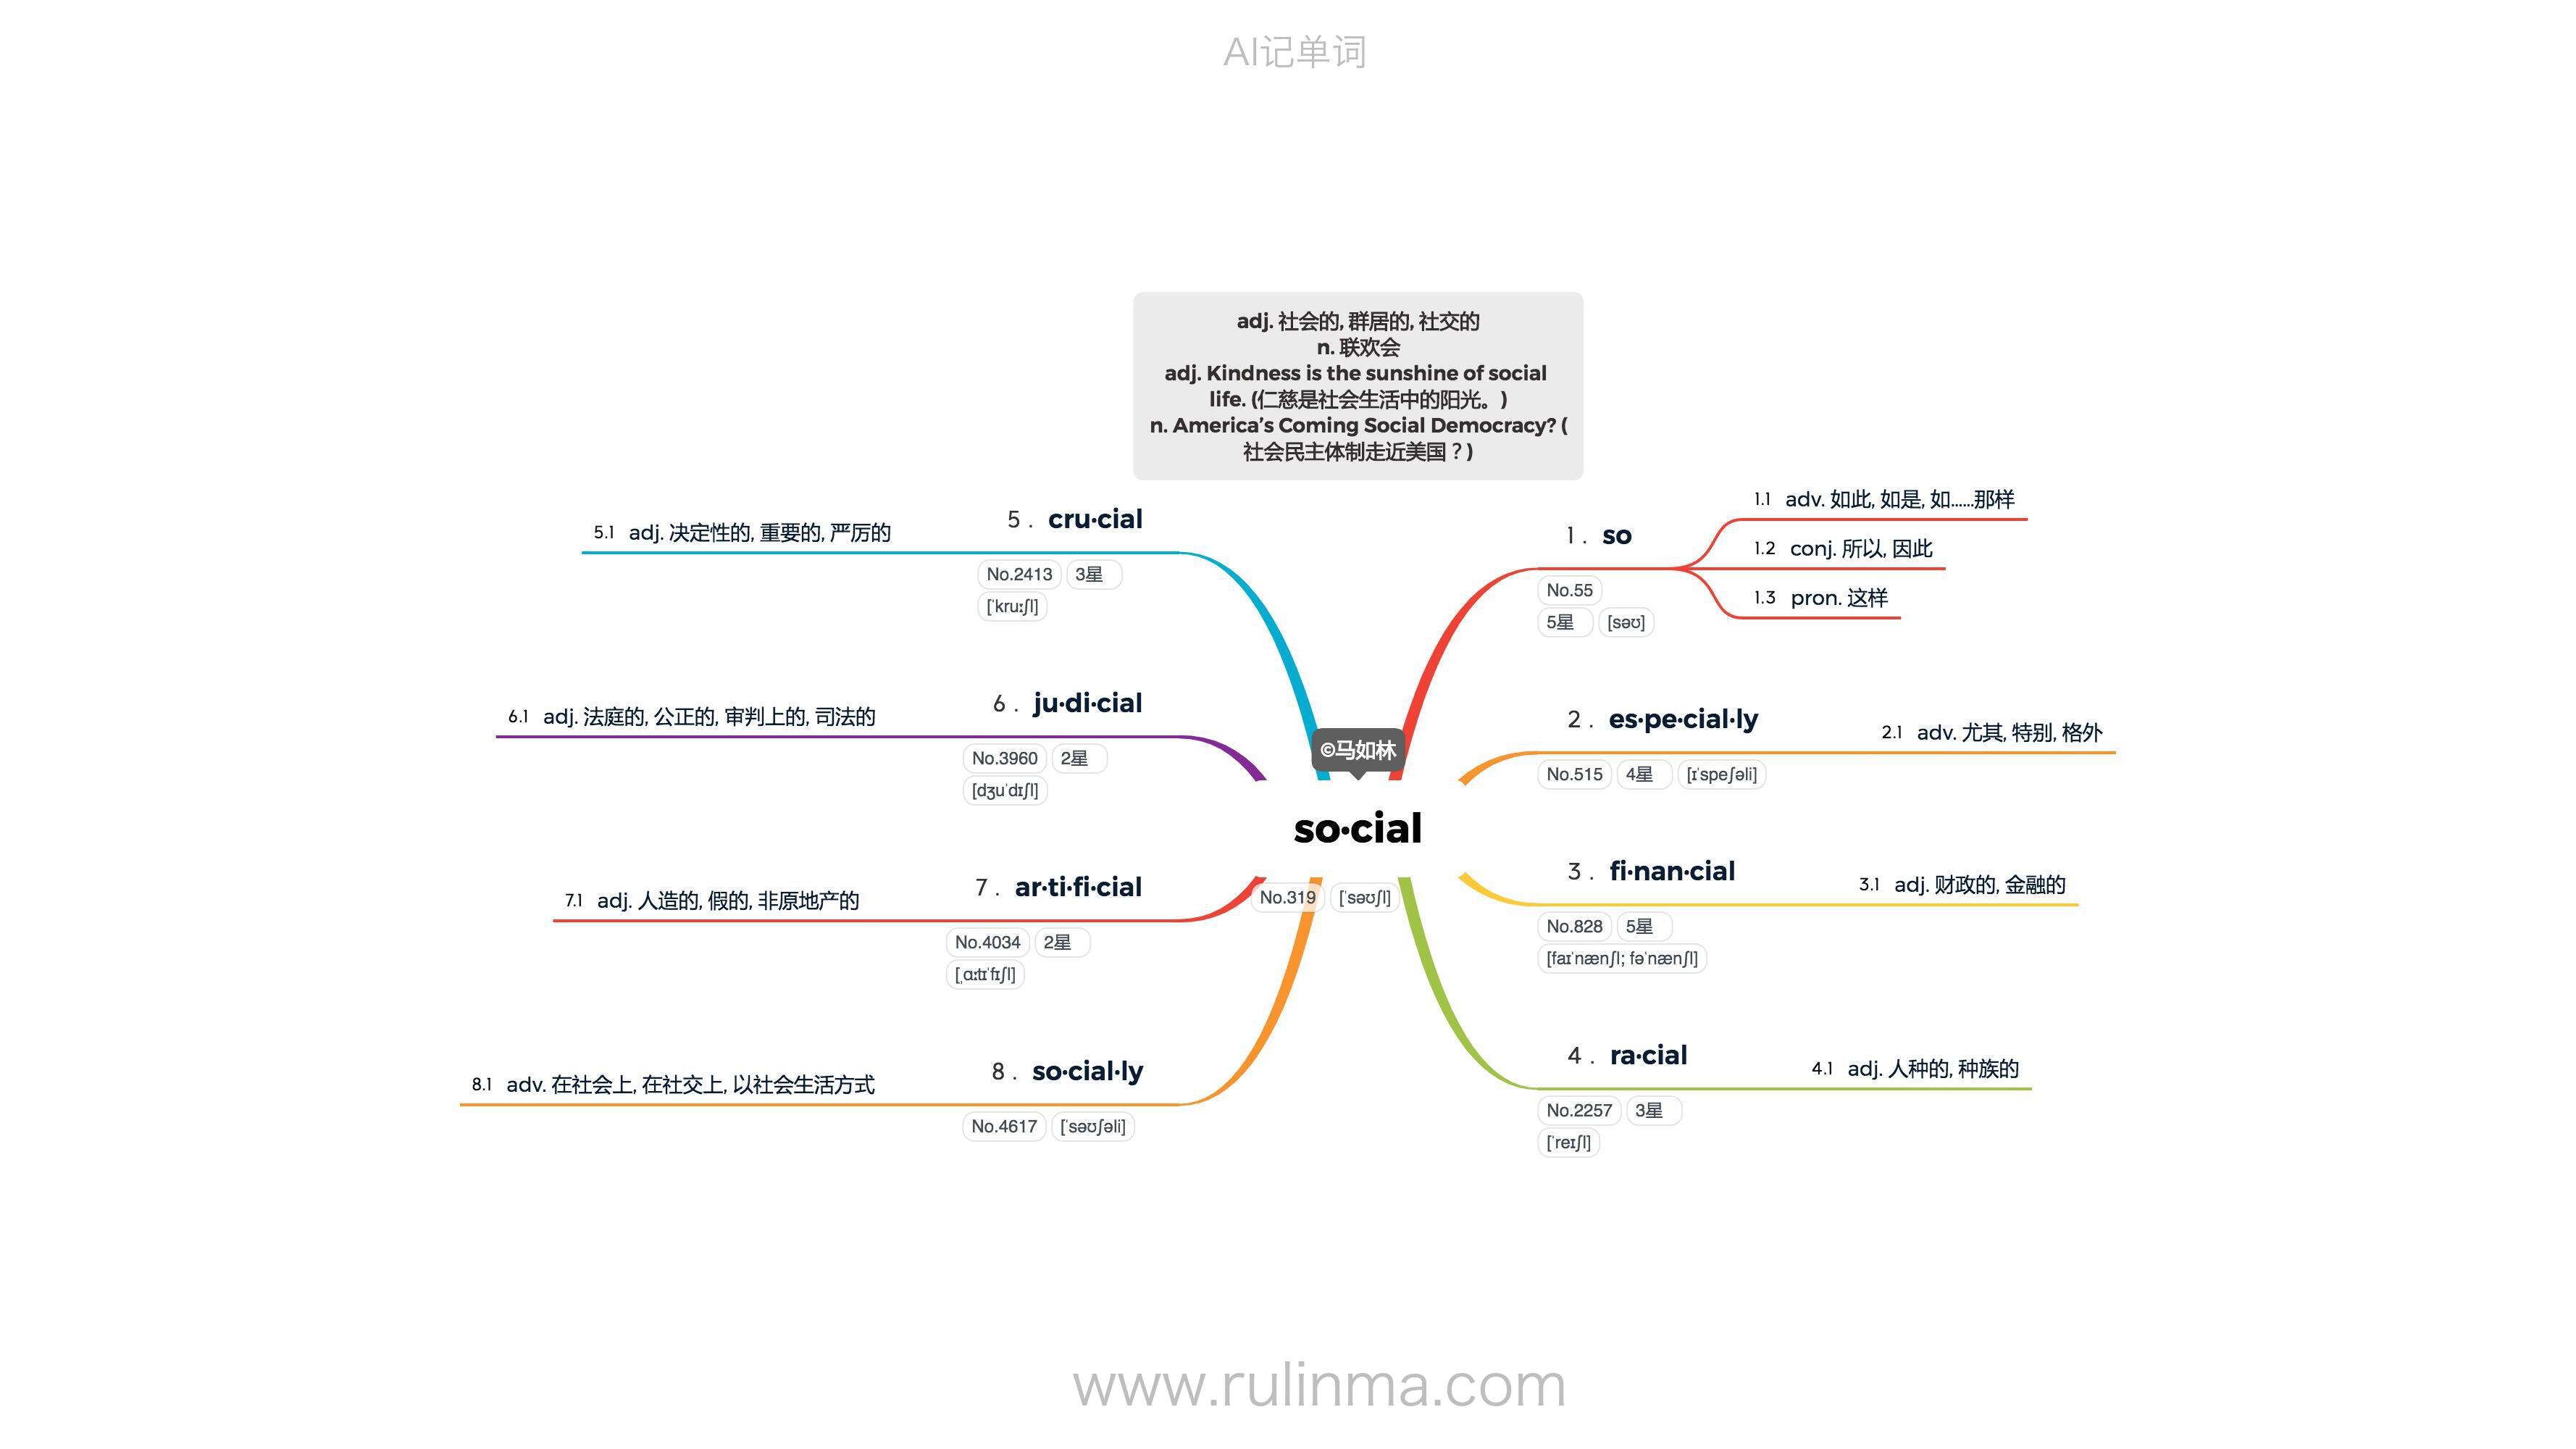 AI记单词
adj. 社会的, 群居的, 社交的
n. 联欢会
adj. Kindness is the sunshine of social
life. (仁慈是社会生活中的阳光。)
n. America’s Coming Social Democracy? (
社会民主体制走近美国？)
©马如林
so·cial
No.319 [ˈsəʊʃl]
1 . so
No.55
5星 [səʊ]
1.1 adv. 如此, 如是, 如……那样
1.2 conj. 所以, 因此
1.3 pron. 这样
2 . es·pe·cial·ly
No.515 4星 [ɪˈspeʃəli]
2.1 adv. 尤其, 特别, 格外
3 . fi·nan·cial
No.828 5星
[faɪˈnænʃl; fəˈnænʃl]
3.1 adj. 财政的, 金融的
4 . ra·cial
No.2257 3星
[ˈreɪʃl]
4.1 adj. 人种的, 种族的
5 . cru·cial
No.2413 3星
[ˈkruːʃl]
5.1 adj. 决定性的, 重要的, 严厉的
6 . ju·di·cial
No.3960 2星
[dʒuˈdɪʃl]
6.1 adj. 法庭的, 公正的, 审判上的, 司法的
7 . ar·ti·fi·cial
No.4034 2星
[ˌɑːtɪˈfɪʃl]
7.1 adj. 人造的, 假的, 非原地产的
8 . so·cial·ly
No.4617 [ˈsəʊʃəli]
8.1 adv. 在社会上, 在社交上, 以社会生活方式
www.rulinma.com